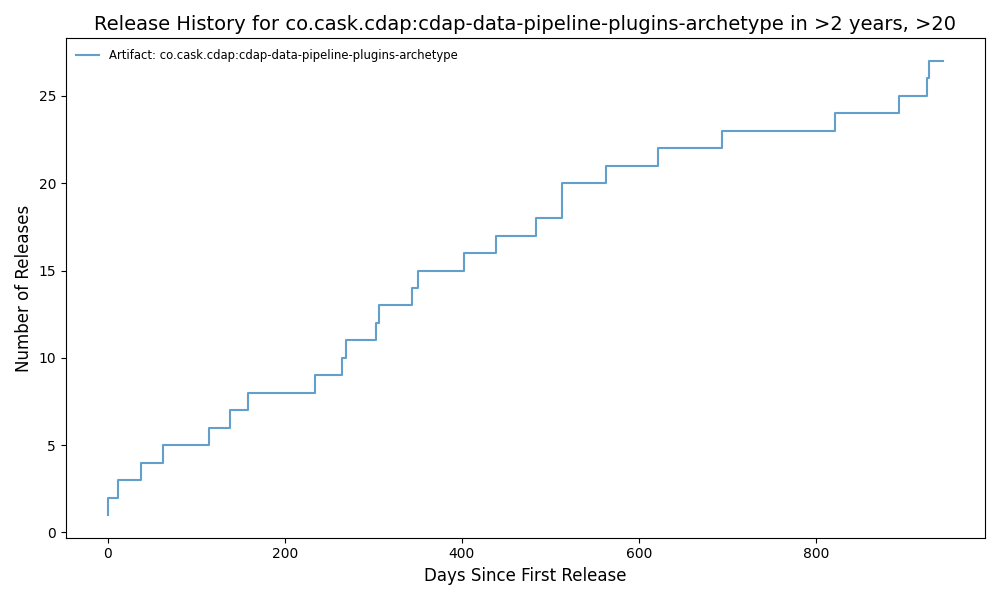 Release History for co.cask.cdap:cdap-data-pipeline-plugins-archetype in >2 years, >20
Artifact: co.cask.cdap:cdap-data-pipeline-plugins-archetype
Number of Releases
25
20
15
10
5
0
0 200 400 600 800
Days Since First Release